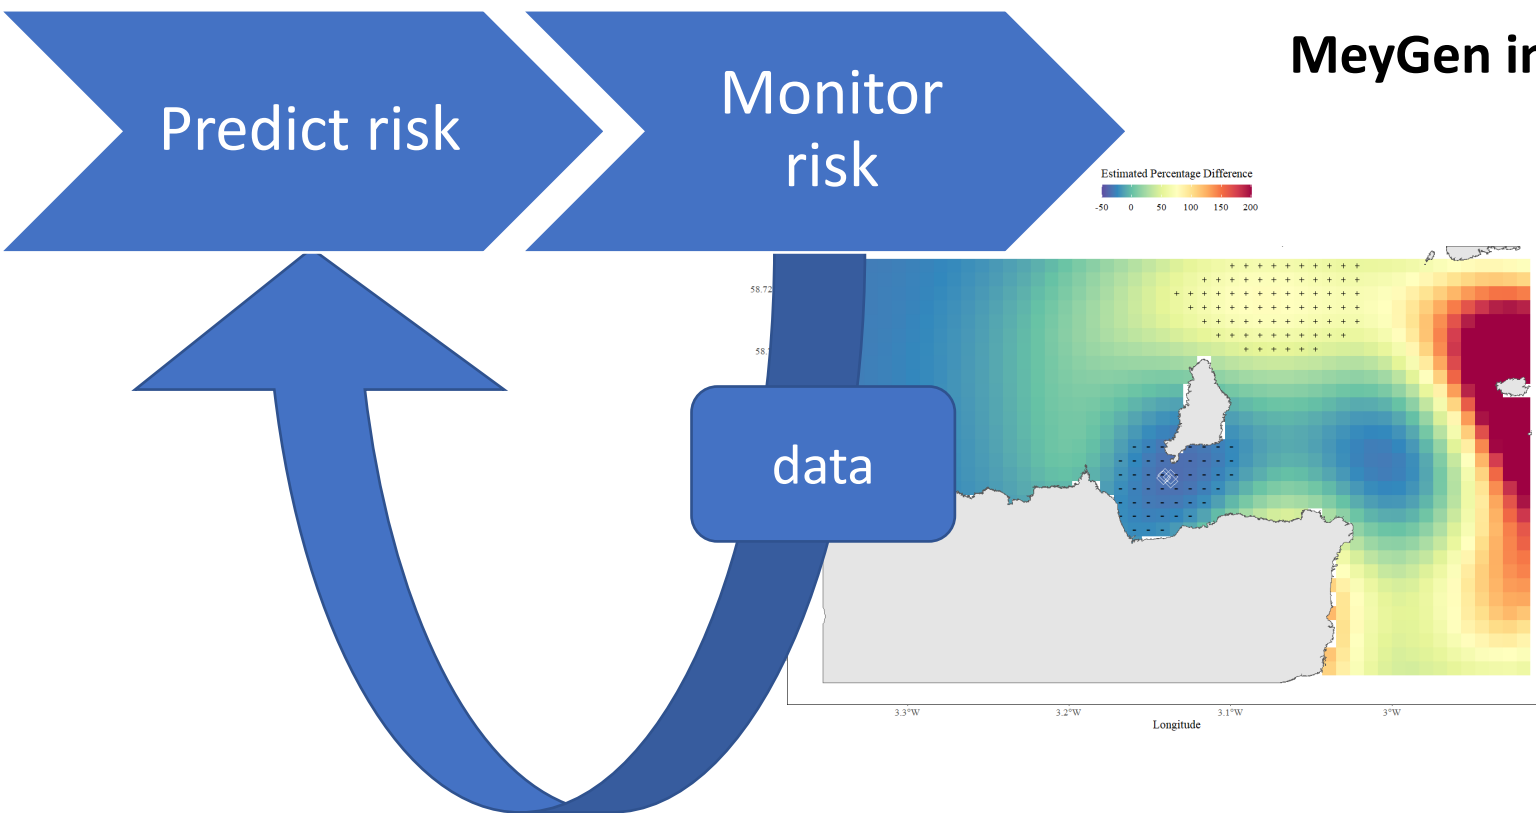 Predict risk
Monitor
risk
MeyGen
Estimated Percentage Difference
-50 0 50 100 150 200
58.72
58.
data
3.3°W 3.2°W 3.1°W 3°W
Longitude